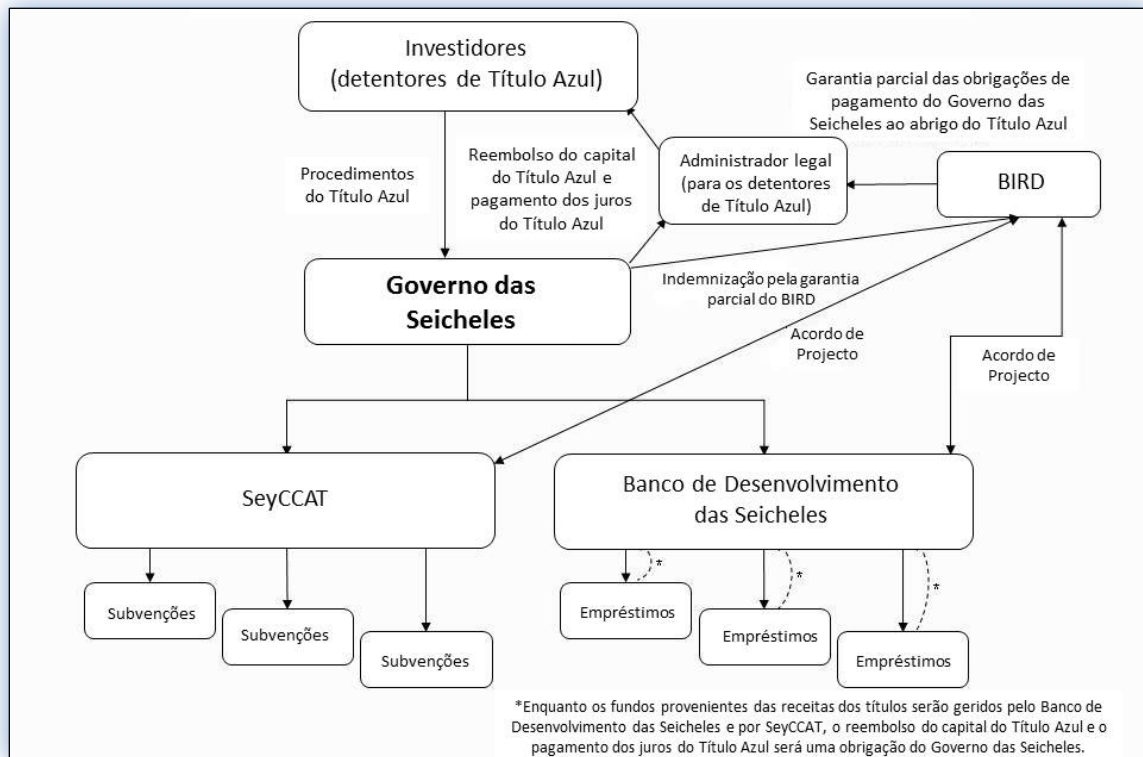 Investidores
(detentores de Título Azul)
Garantia parcial das obrigações de
pagamento do Governo das
Seicheles ao abrigo do Título Azul
Procedimentos
do Título Azul
Reembolso do capital
do Título Azul e
pagamento dos juros
do Título Azul
Administrador legal
(para os detentores
de Título Azul)
BIRD
Governo das
Seicheles
Indemnização pela garantia
parcial do BIRD
Acordo de
Projecto
Acordo de
Projecto
SeyCCAT
Banco de Desenvolvimento
das Seicheles
*
*
*
Subvenções
Subvenções
Subvenções
Empréstimos
Empréstimos
Empréstimos
*Enquanto os fundos provenientes das receitas dos títulos serão geridos pelo Banco de
Desenvolvimento das Seicheles e por SeyCCAT, o reembolso do capital do Título Azul e o
pagamento dos juros do Título Azul será uma obrigação do Governo das Seicheles.